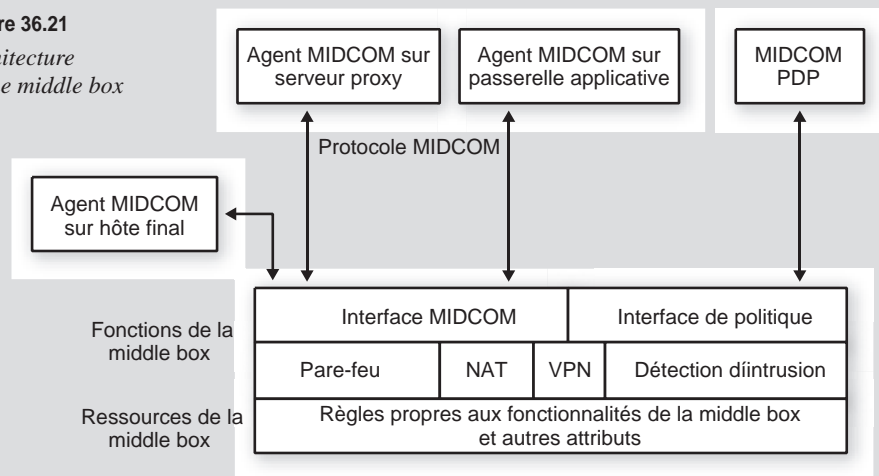 re 36.21
nitecture
e middle box
Agent MIDCOM sur
serveur proxy
Agent MIDCOM sur
passerelle applicative
MIDCOM
PDP
Protocole MIDCOM
Agent MIDCOM
sur hôte final
Fonctions de la
middle box
Interface MIDCOM
Interface de politique
Pare-feu
NAT
VPN
Détection díintrusion
Ressources de la
middle box
Règles propres aux fonctionnalités de la middle box
et autres attributs